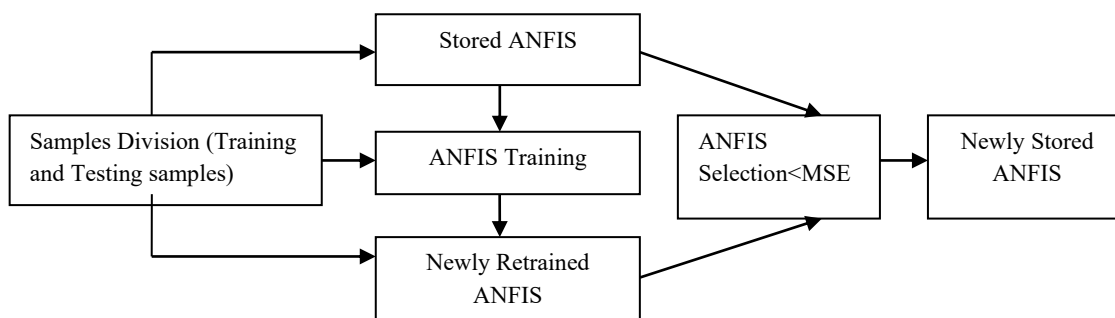 Stored ANFIS
Samples Division (Training
and Testing samples)
ANFIS Training
Newly Retrained
ANFIS
ANFIS
Selection<MSE
Newly Stored
ANFIS